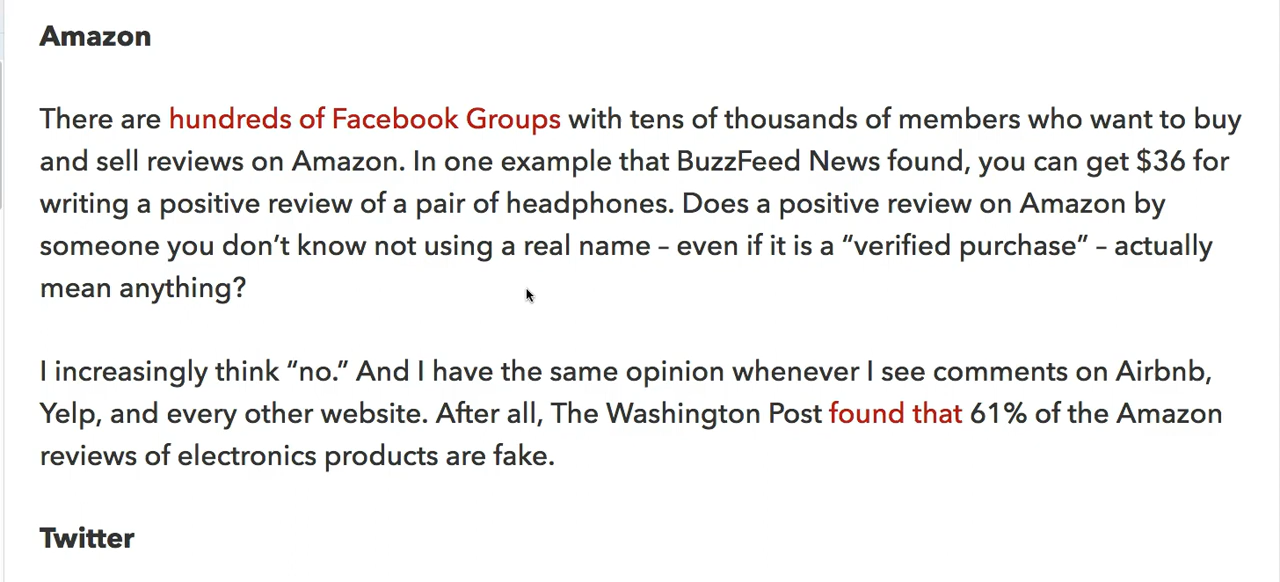 Amazon
There are hundreds of Facebook Groups with tens of thousands of members who want to buy
and sell reviews on Amazon. In one example that BuzzFeed News found, you can get $36 for
writing a positive review of a pair of headphones. Does a positive review on Amazon by
someone you don’t know not using a real name – even if it is a “verified purchase” – actually
mean anything?
I increasingly think “no.” And I have the same opinion whenever I see comments on Airbnb,
Yelp, and every other website. After all, The Washington Post found that 61% of the Amazon
reviews of electronics products are fake.
Twitter